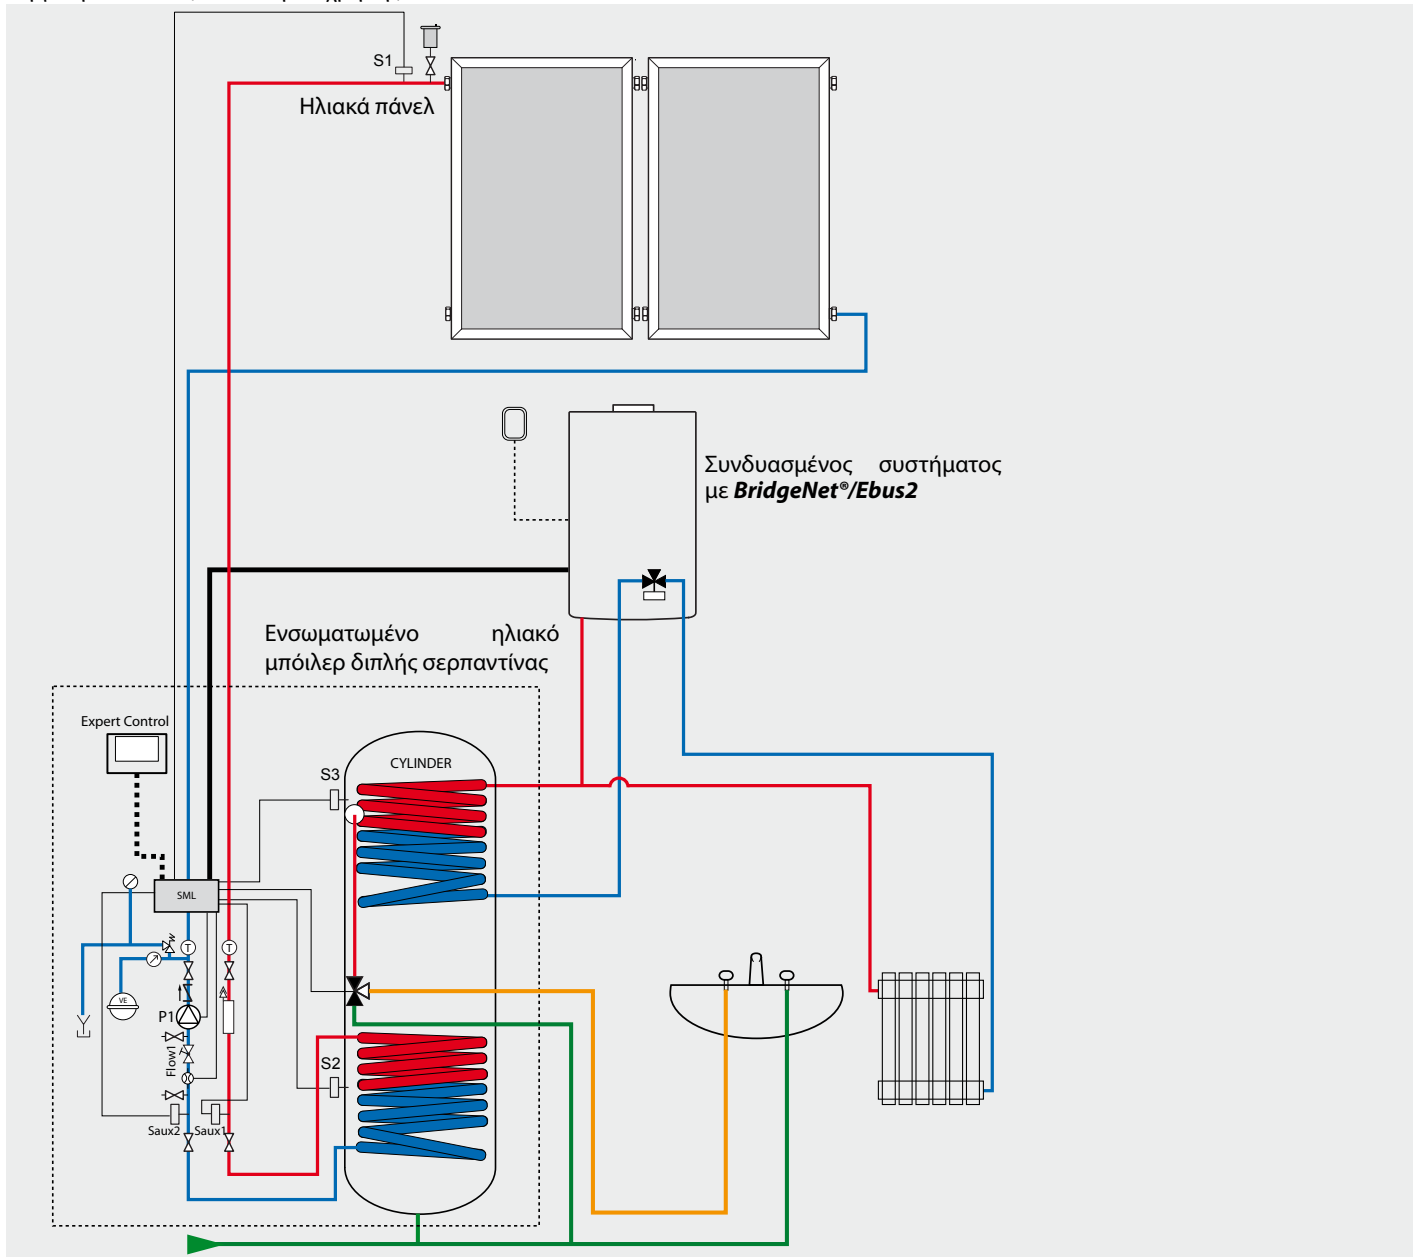 S1
Ηλιακά πάνελ
Συνδυασμένος συστήματος
με BridgeNet®/Ebus2
Ενσωματωμένο ηλιακό
μπόιλερ διπλής σερπαντίνας
Expert Control
CYLINDER
S3
SML
T
T
VE
P1
Flow1
S2
Saux2
Saux1